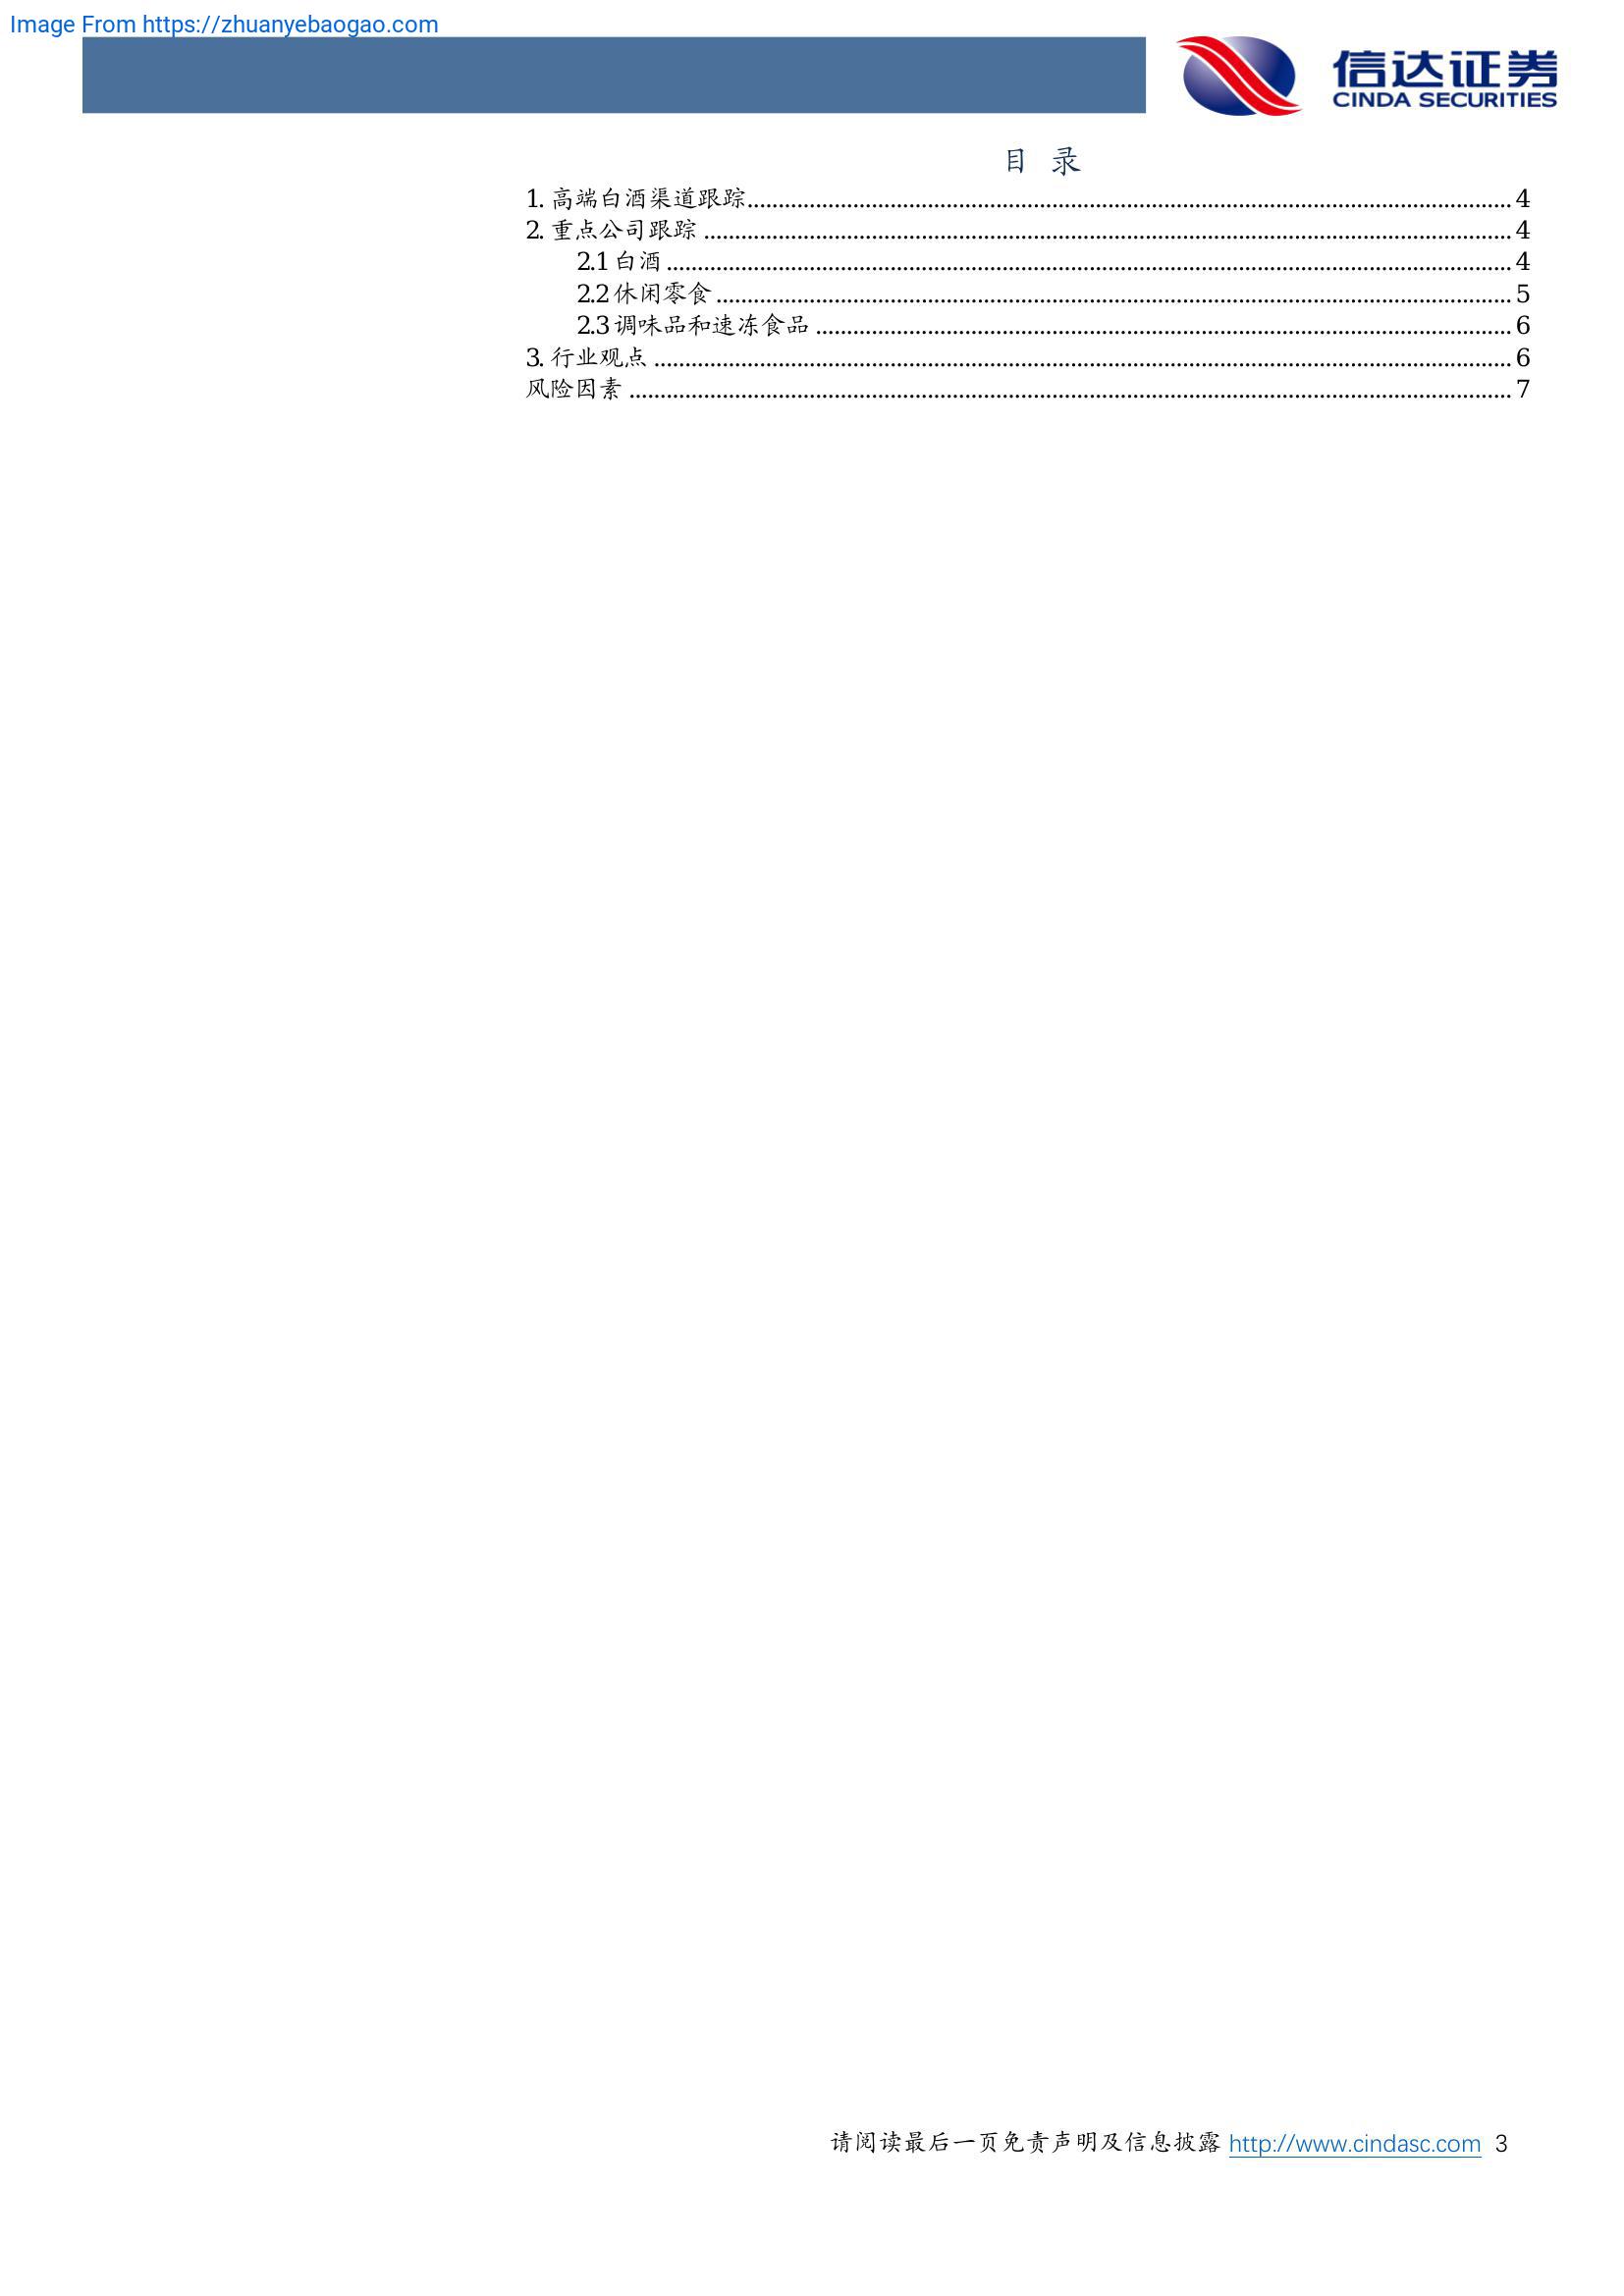 Image From https://zhuanyebaogao.com
信达证券
CINDA SECURITIES
目 录
1. 高端白酒渠道跟踪........................................................................................................................4
2. 重点公司跟踪 ........................................................................................................................4
2.1 白酒 ........................................................................................................................4
2.2 休闲零食 ........................................................................................................................5
2.3 调味品和速冻食品 ........................................................................................................................6
3. 行业观点 ........................................................................................................................6
风险因素 ........................................................................................................................7
请阅读最后一页免责声明及信息披露 http://www.cindasc.com 3